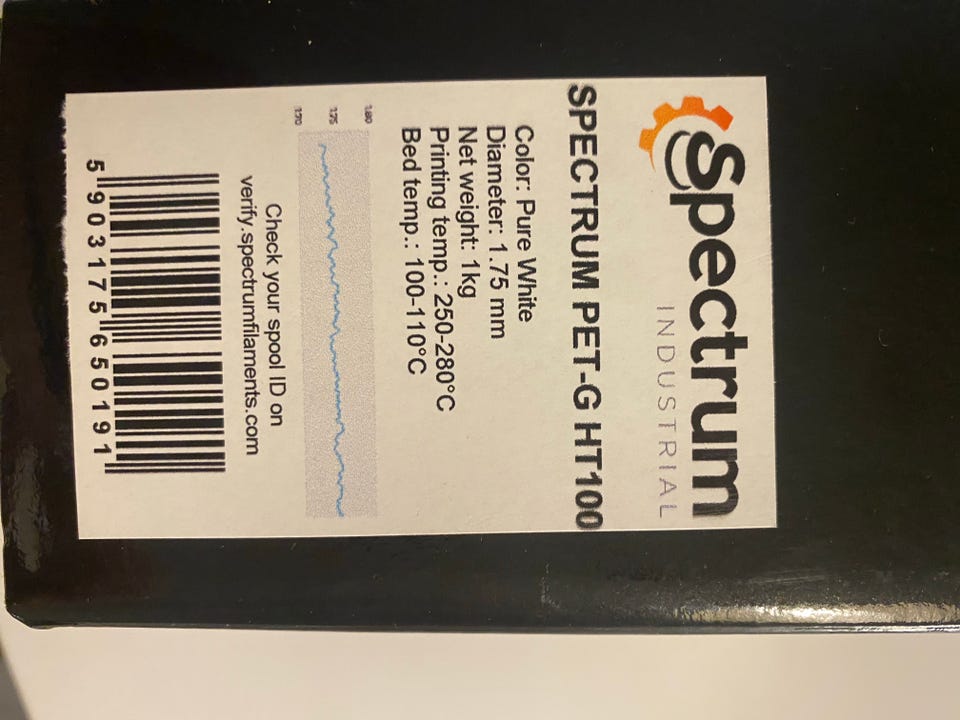 Spectrum
INDUSTRIAL
SPECTRUM PET-G HT100
Color: Pure White
Diameter: 1.75 mm
Net weight: 1kg
Printing temp.: 250-280°C
Bed temp.: 100-110°C
1.80
1.75
1.70
Check your spool ID on
verify.spectrumfilaments.com
5 903175 650191